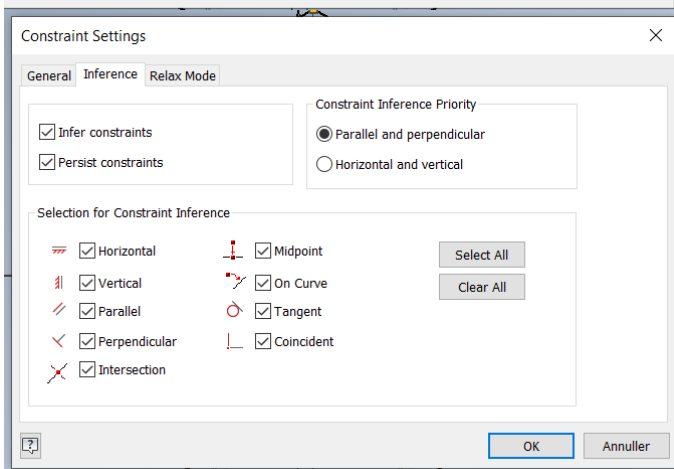 Constraint Settings
General Inference Relax Mode
Infer constraints
Persist constraints
Constraint Inference Priority
Parallel and perpendicular
Horizontal and vertical
Selection for Constraint Inference
Horizontal
Vertical
Parallel
Perpendicular
Intersection
Midpoint
On Curve
Tangent
Coincident
Select All
Clear All
?
OK
Annuller